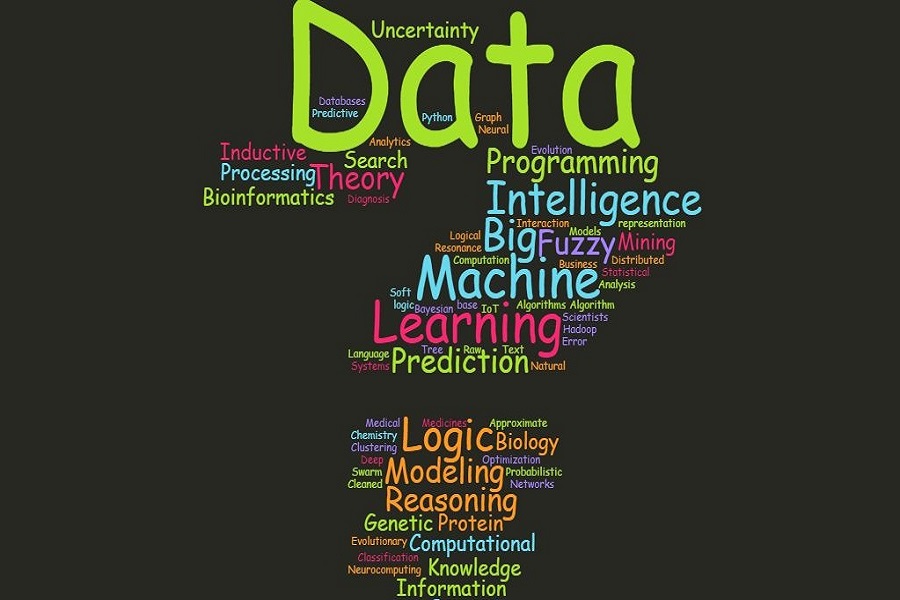 Uncertainty
Data
Databases
Predictive
Python
Graph
Neural
Analytics
Inductive
Search
Evolution
Programming
Processing
Theory
Bioinformatics
Diagnosis
Intelligence
Interaction
Models
representation
Logical
Big
Fuzzy
Mining
Resonance
Computation
Business
Distributed
Machine
Statistical
Analysis
Soft
logic
Bayesian
base
IoT
Algorithms
Algorithm
Learning
Scientists
Hadoop
Error
Language
Tree
Raw
Text
Systems
Prediction
Natural
Medical
Medicines
Approximate
Chemistry
Logic
Biology
Clustering
Deep
Optimization
Swarm
Modeling
Probabilistic
Cleaned
Networks
Reasoning
Genetic
Protein
Evolutionary
Computational
Classification
Neurocomputing
Knowledge
Information